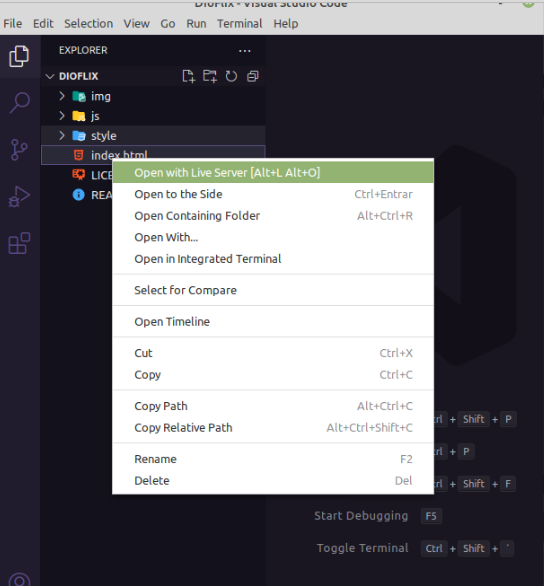 DioFlix - Visual Studio Code
File Edit Selection View Go Run Terminal Help
EXPLORER ...
DIOFLIX
img
js
style
index.html
LICE
REA
Open with Live Server [Alt+L Alt+O]
Open to the Side Ctrl+Entrar
Open Containing Folder Alt+Ctrl+R
Open With...
Open in Integrated Terminal
Select for Compare
Open Timeline
Cut Ctrl+X
Copy Ctrl+C
Copy Path Alt+Ctrl+C
Copy Relative Path Alt+Ctrl+Shift+C
Rename F2
Delete Del
trl + Shift + P
trl + P
trl + Shift + F
Start Debugging F5
Toggle Terminal Ctrl + Shift + `